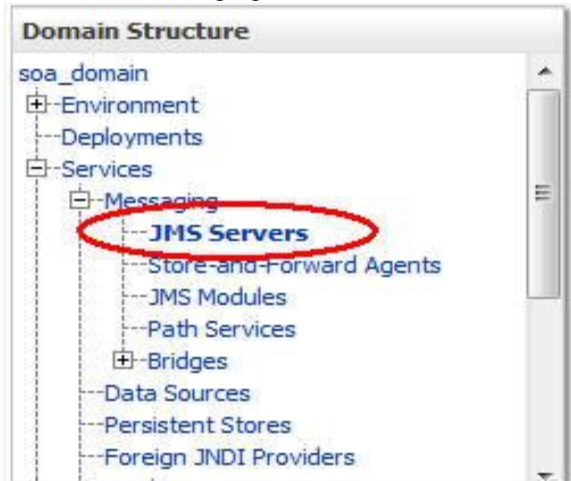 Domain Structure
soa_domain
Environment
Deployments
Services
Messaging
JMS Servers
Store-and-Forward Agents
JMS Modules
Path Services
Bridges
Data Sources
Persistent Stores
Foreign JNDI Providers